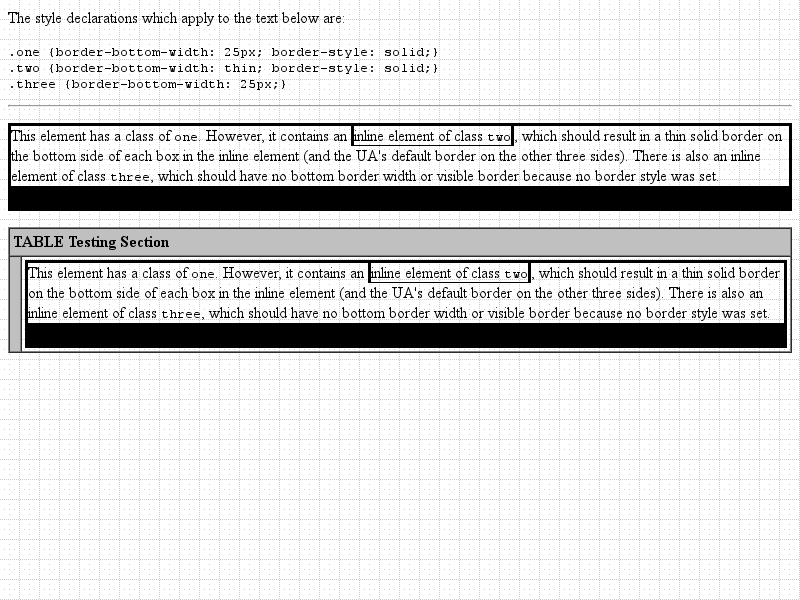 The style declarations which apply to the text below are:
.one {border-bottom-width: 25px; border-style: solid;}
.two {border-bottom-width: thin; border-style: solid;}
.three {border-bottom-width: 25px;}
This element has a class of one. However, it contains an inline element of class two, which should result in a thin solid border on
the bottom side of each box in the inline element (and the UA's default border on the other three sides). There is also an inline
element of class three, which should have no bottom border width or visible border because no border style was set.
TABLE Testing Section
This element has a class of one. However, it contains an inline element of class two, which should result in a thin solid border
on the bottom side of each box in the inline element (and the UA's default border on the other three sides). There is also an
inline element of class three, which should have no bottom border width or visible border because no border style was set.